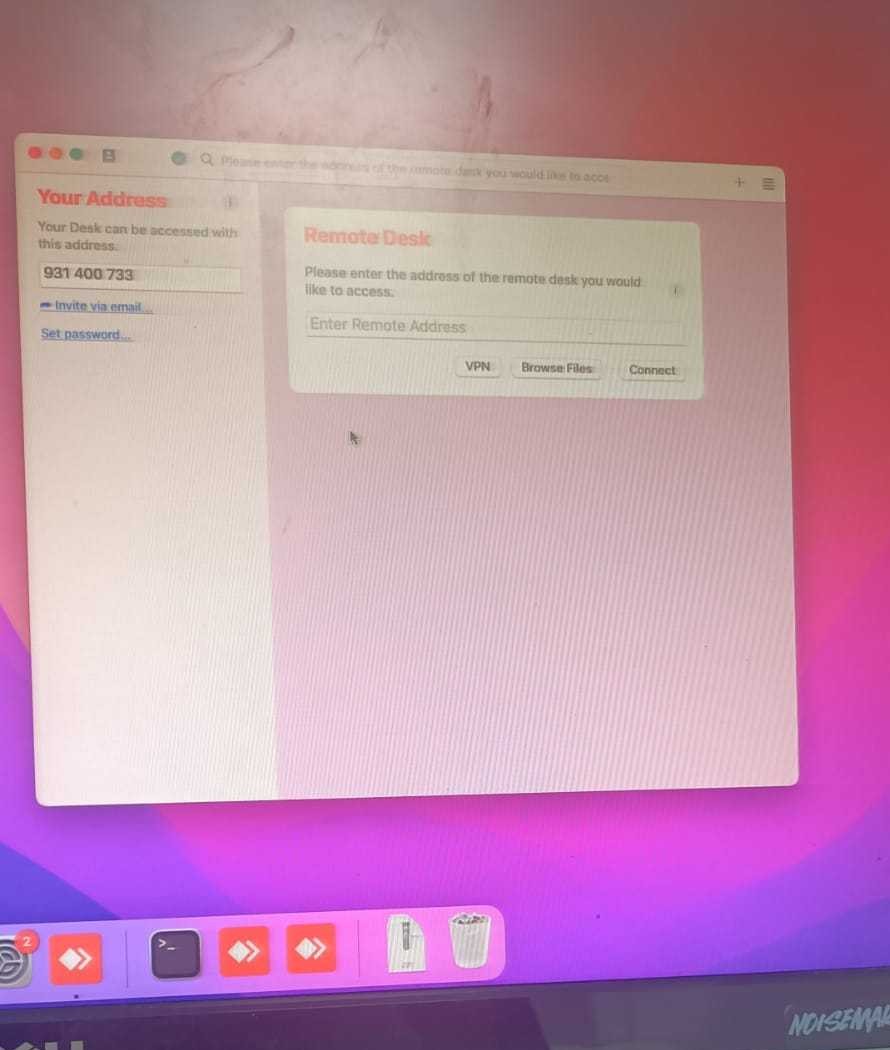 Please enter the address of the remote desk you would like to acce
Your Address
Your Desk can be accessed with
this address.
931 400 733
Invite via email...
Set password...
Remote Desk
Please enter the address of the remote desk you would
like to access.
Enter Remote Address
VPN
Browse Files
Connect
2
>_